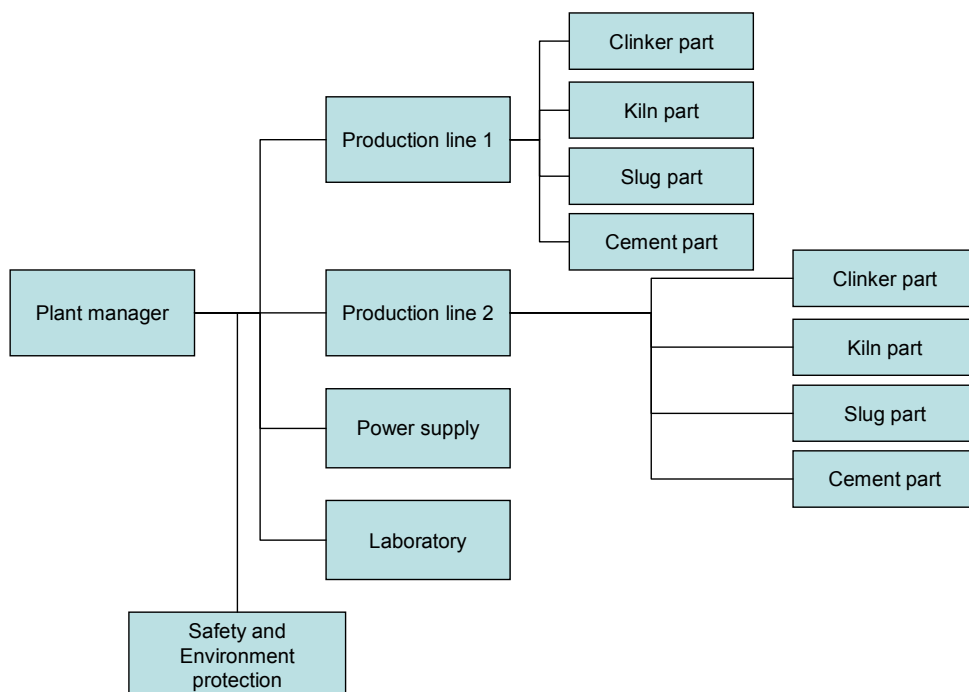 Clinker part
Kiln part
Production line 1
Slug part
Cement part
Clinker part
Plant manager
Production line 2
Kiln part
Slug part
Power supply
Cement part
Laboratory
Safety and
Environment
protection